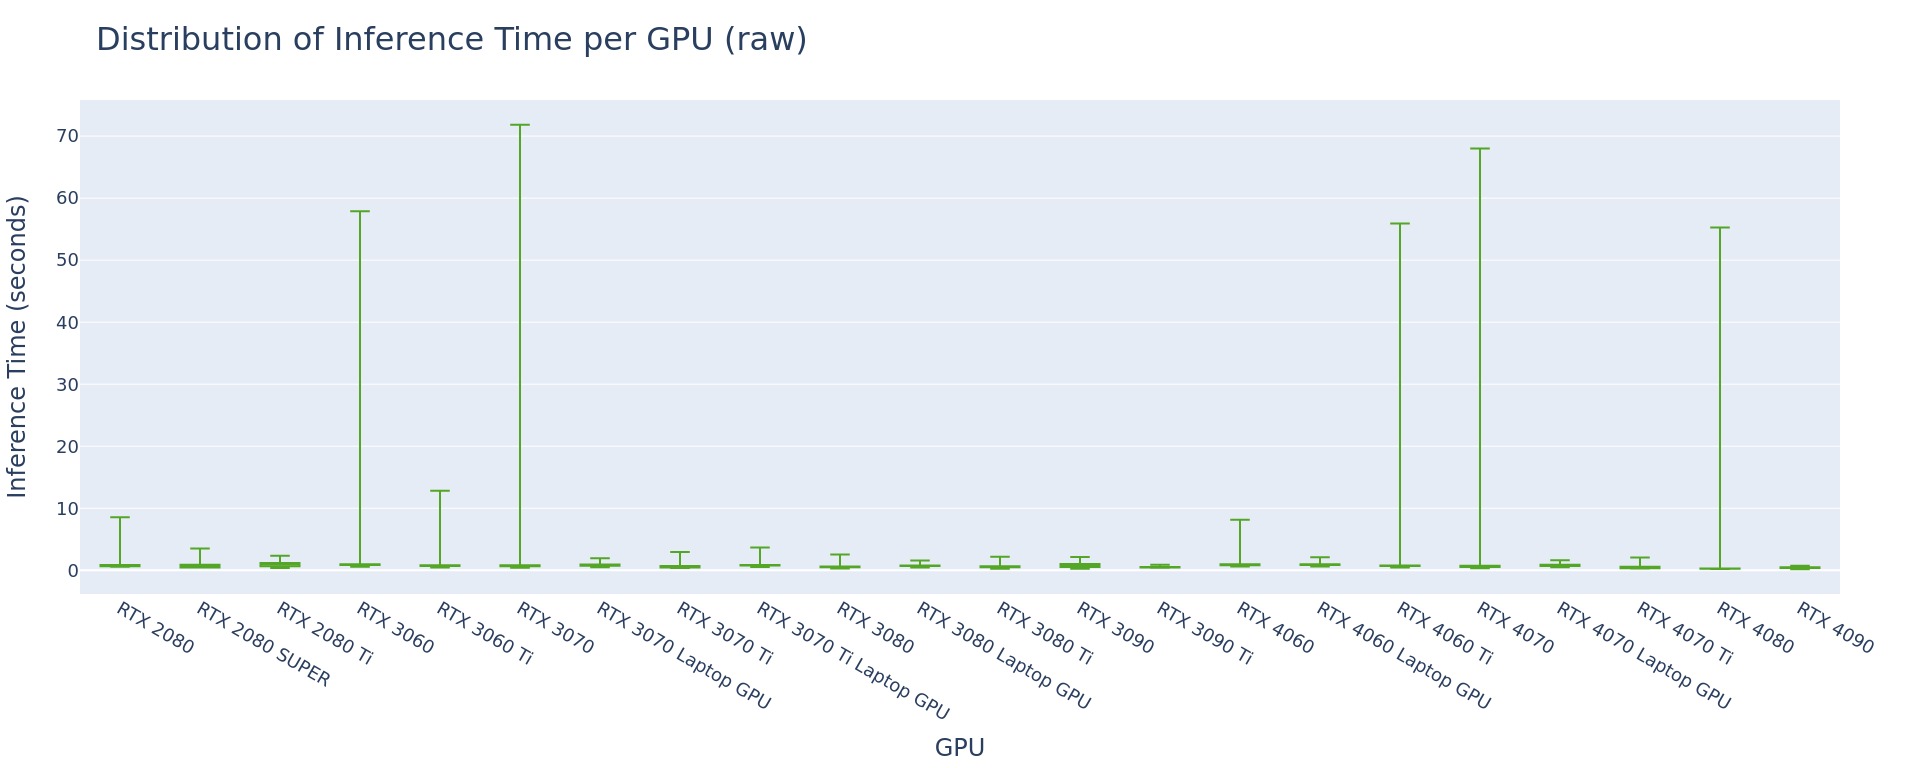 Distribution of Inference Time per GPU (raw)
Inference Time (seconds)
70
60
50
40
30
20
10
0
RTX 2080
RTX 2080 SUPER
RTX 2080 Ti
RTX 3060
RTX 3060 Ti
RTX 3070
RTX 3070 Laptop GPU
RTX 3070 Ti
RTX 3070 Ti Laptop GPU
RTX 3080
RTX 3080 Laptop GPU
RTX 3080 Ti
RTX 3090
RTX 3090 Ti
RTX 4060
RTX 4060 Laptop GPU
RTX 4060 Ti
RTX 4070
RTX 4070 Laptop GPU
RTX 4070 Ti
RTX 4080
RTX 4090
GPU